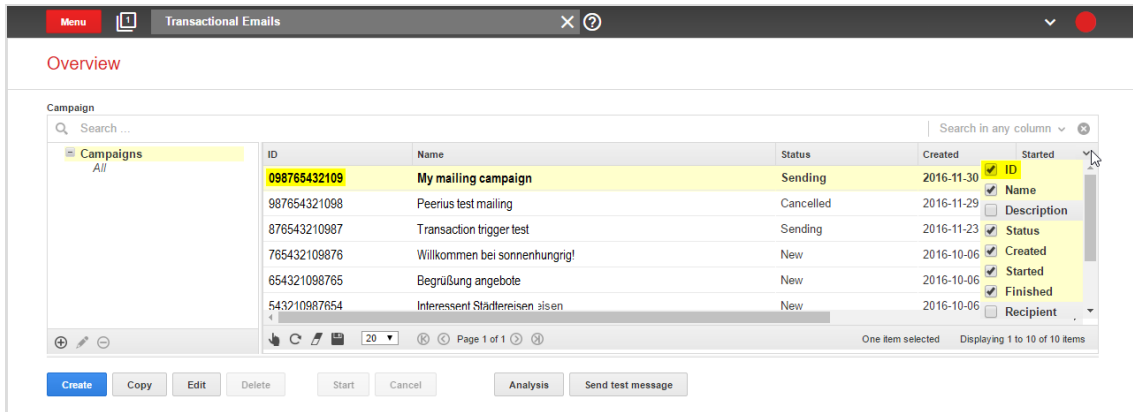 Menu 1 Transactional Emails
Overview
Campaign
Search ... Search in any column
Campaigns
All
ID Name Status Created Started
098765432109 My mailing campaign Sending 2016-11-30
987654321098 Peerius test mailing Cancelled 2016-11-29
876543210987 Transaction trigger test Sending 2016-11-23
765432109876 Willkommen bei sonnenhungrig! New 2016-10-06
654321098765 Begrüßung angebote New 2016-10-06
543210987654 Interessent Städtereisen New 2016-10-06
ID
Name
Description
Status
Created
Started
Finished
Recipient
20 Page 1 of 1 One item selected Displaying 1 to 10 of 10 items
Create Copy Edit Delete Start Cancel Analysis Send test message